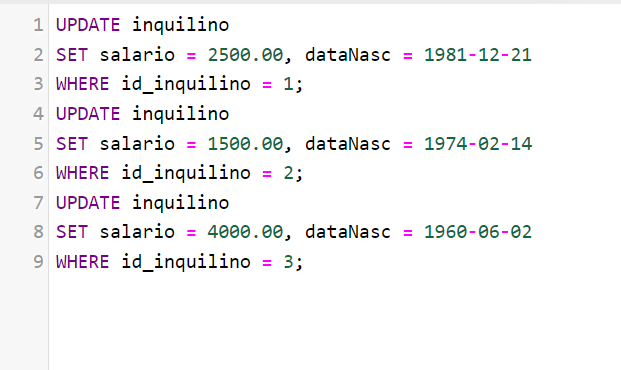 1 UPDATE inquilino
2 SET salario = 2500.00, dataNasc = 1981-12-21
3 WHERE id_inquilino = 1;
4 UPDATE inquilino
5 SET salario = 1500.00, dataNasc = 1974-02-14
6 WHERE id_inquilino = 2;
7 UPDATE inquilino
8 SET salario = 4000.00, dataNasc = 1960-06-02
9 WHERE id_inquilino = 3;